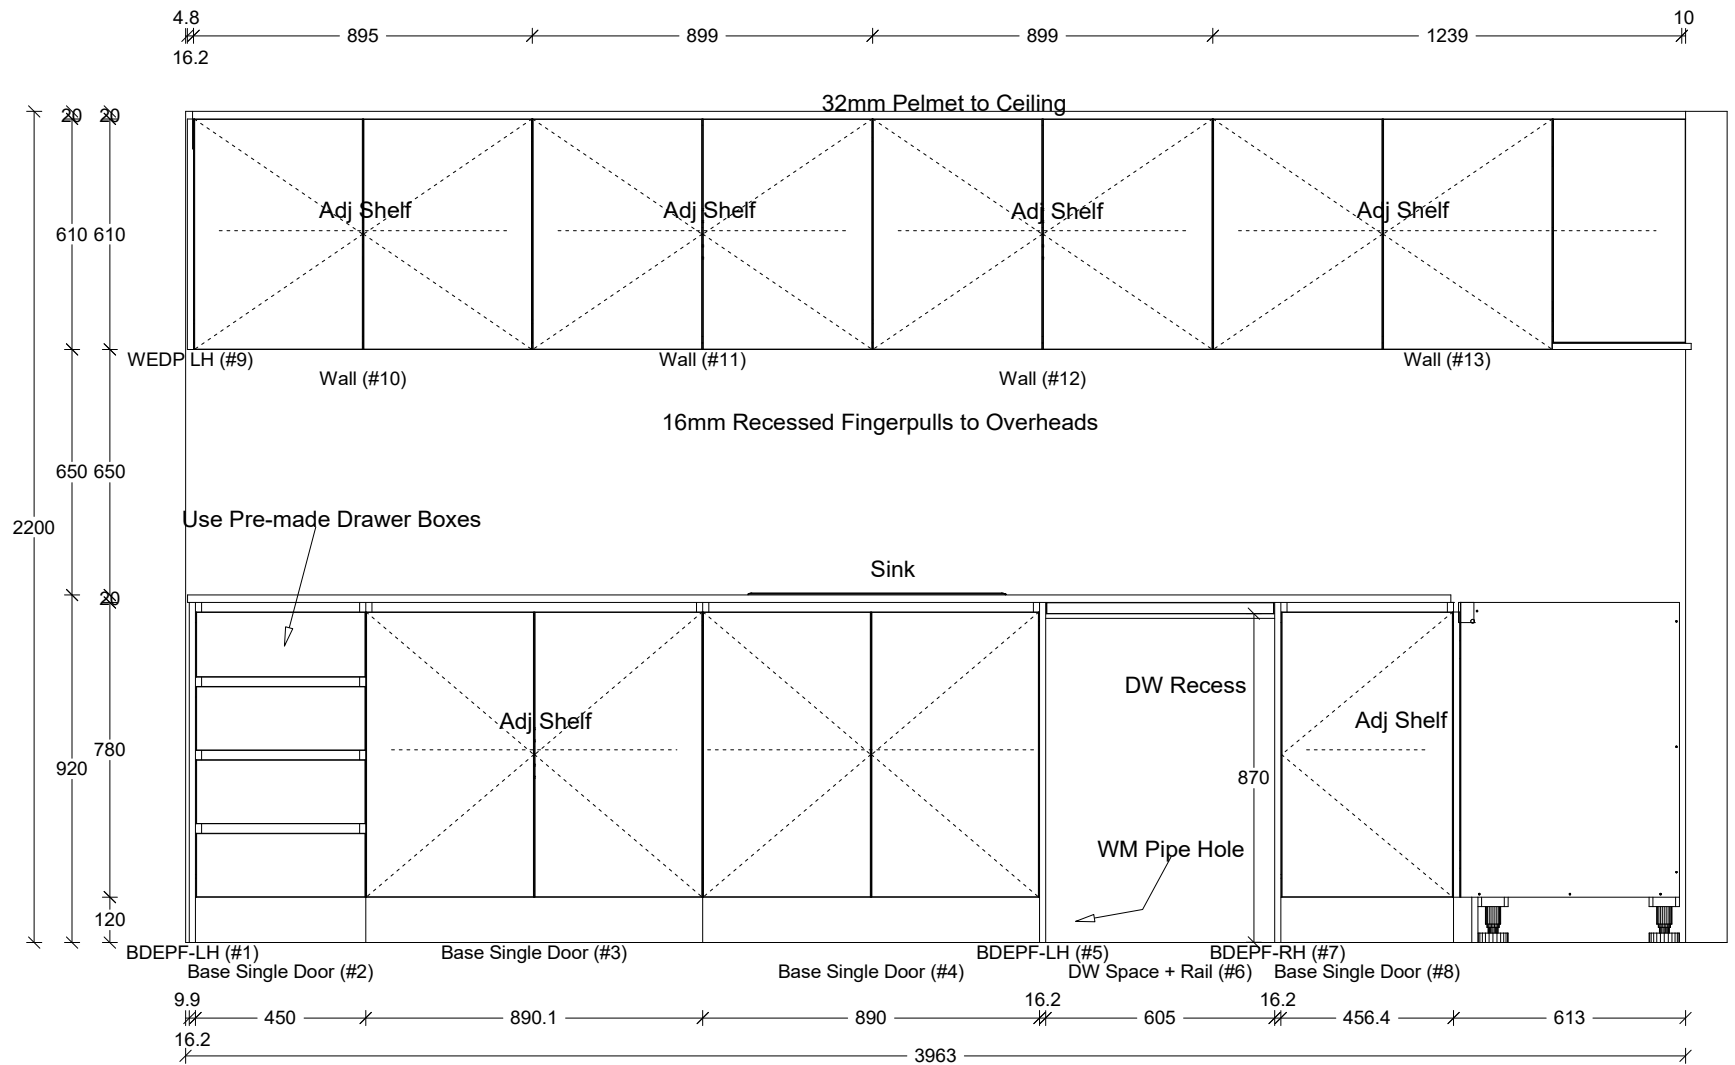 4.8 10
895 899 899 1239
16.2
32mm Pelmet to Ceiling
20 20
Adj Shelf Adj Shelf Adj Shelf Adj Shelf
610 610
WEDP LH (#9) Wall (#11) Wall (#13)
Wall (#10) Wall (#12)
16mm Recessed Fingerpulls to Overheads
650 650
Use Pre-made Drawer Boxes
2200
Sink
20
DW Recess
Adj Shelf Adj Shelf
780
920 870
WM Pipe Hole
120
BDEPF-LH (#1) Base Single Door (#3) BDEPF-LH (#5) BDEPF-RH (#7)
Base Single Door (#2) Base Single Door (#4) DW Space + Rail (#6) Base Single Door (#8)
9.9 16.2 16.2
450 890.1 890 605 456.4 613
16.2
3963